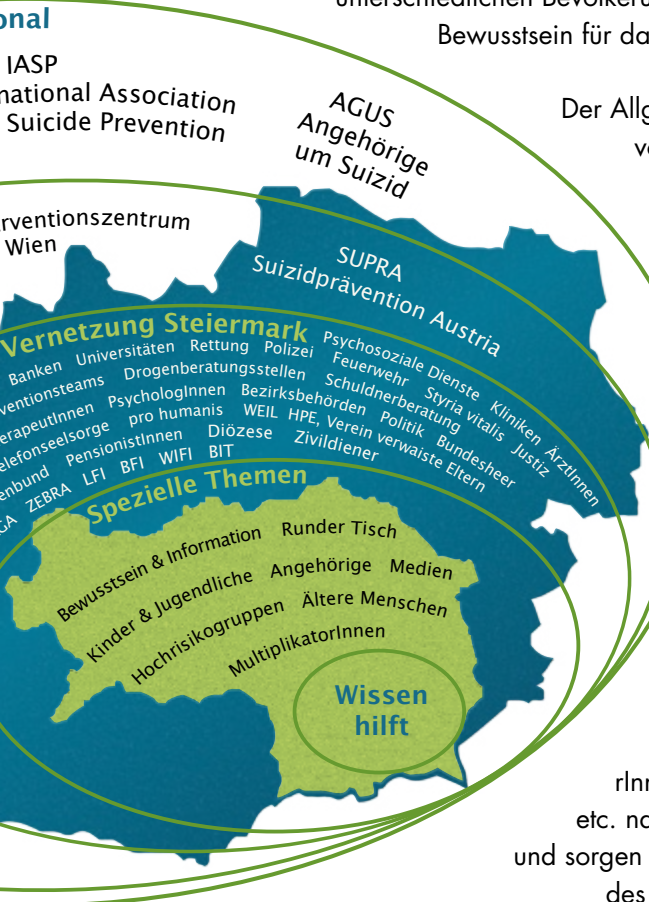 unterschiedlichen
Bewusstsein für
Der
onal
IASP
national Association
Suicide Prevention
AGUS
Angehörige
um Suizid
rventionszentrum
Wien
SUPRA
Suizidprävention Austria
Vernetzung Steiermark
Banken Universitäten Rettung Polizei Psychosoziale Dienste Kliniken ÄrztInnen
ventionsteams Drogenberatungsstellen Feuerwehr Styria vitalis Justiz
erapeutInnen PsychologInnen Bezirksbehörden Schuldnerberatung
elefonseelsorge pro humanis WEIL HPE, Verein verwaiste Eltern Politik Bundesheer
enbund PensionistInnen Diözese Zivildiener
GA ZEBRA LFI BFI WIFI BIT
Spezielle Themen
Bewusstsein & Information Runder Tisch
Kinder & Jugendliche Angehörige Medien
Hochrisikogruppen Ältere Menschen
MultiplikatorInnen
Wissen
hilft
rInn
etc. na
und sorgen
des